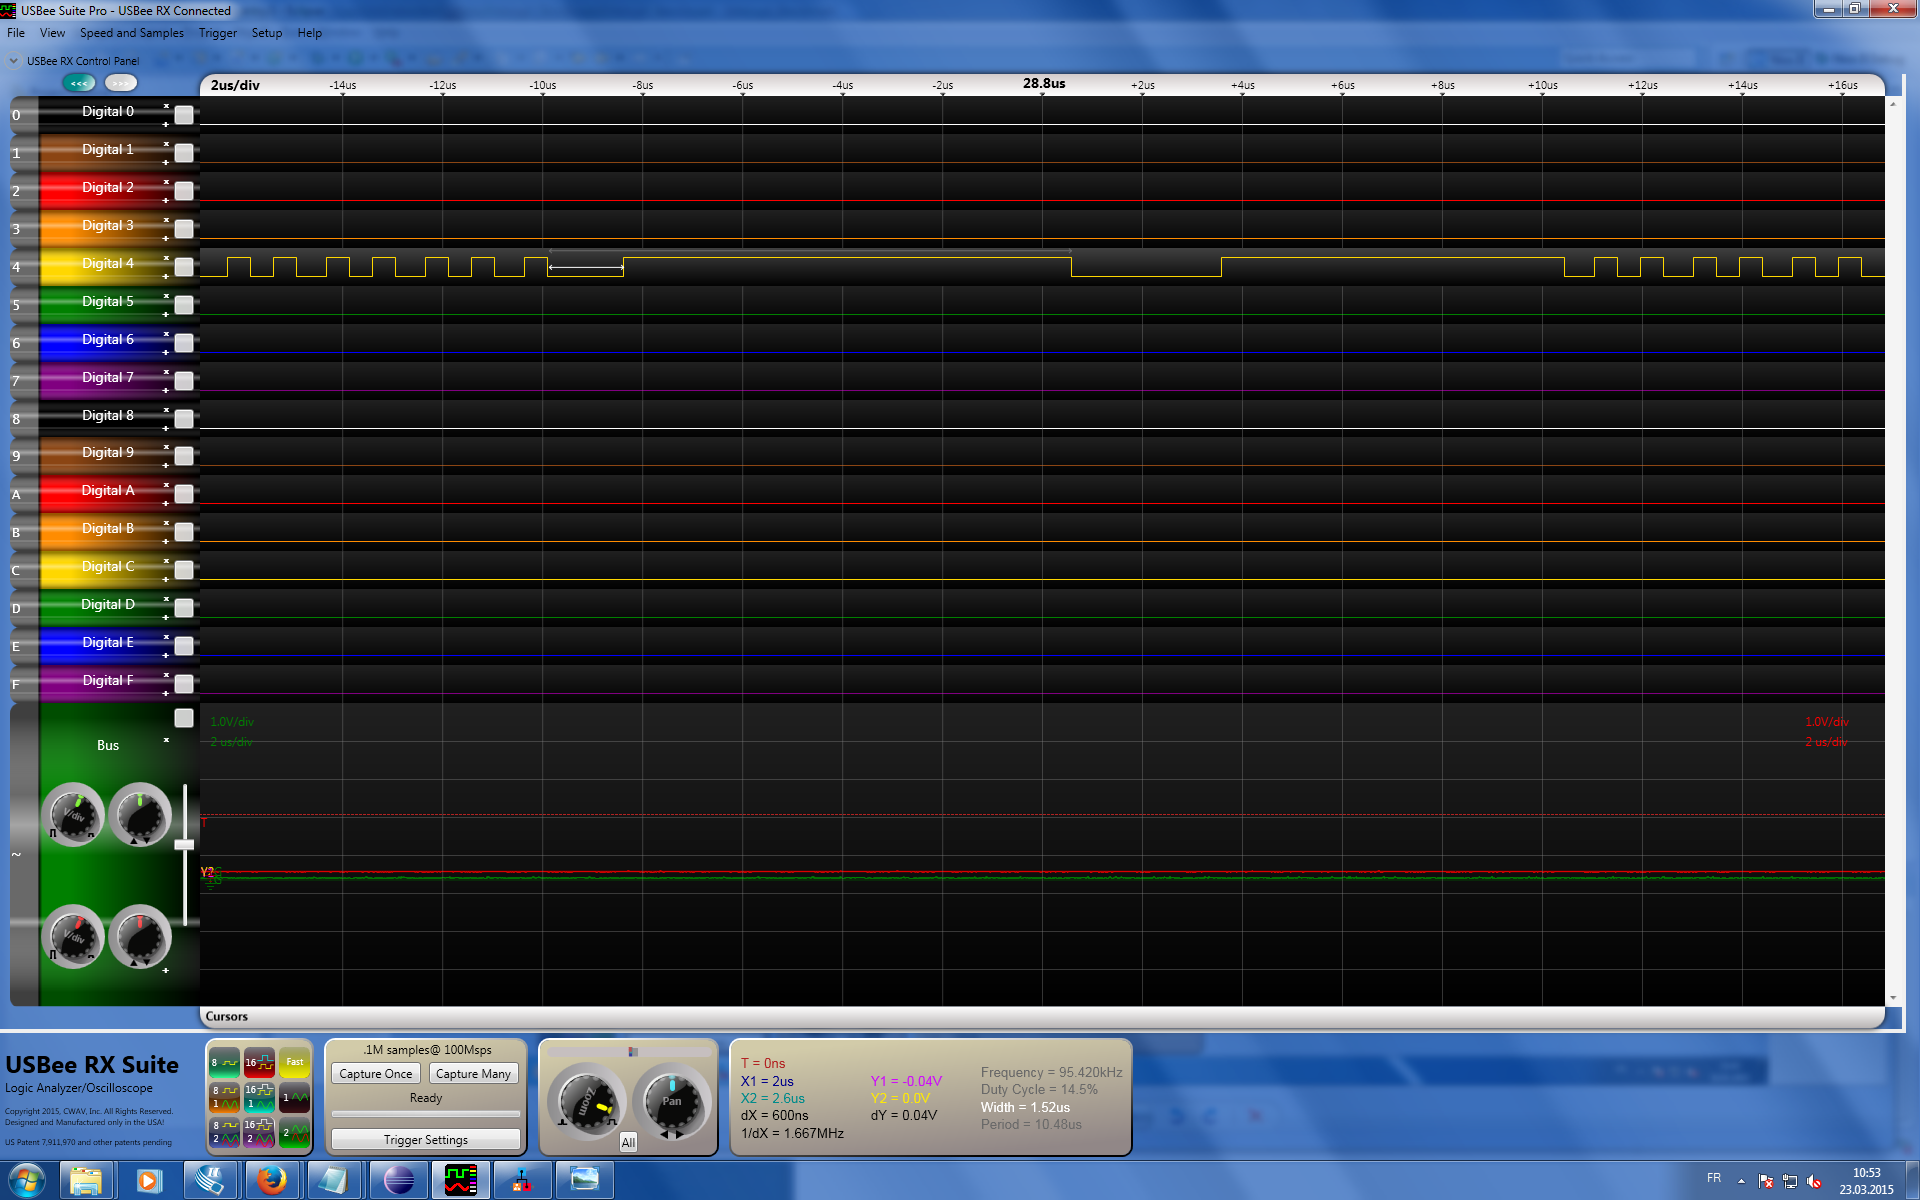 USBee Suite Pro - USBee RX Connected
File View Speed and Samples Trigger Setup Help
USBee RX Control Panel
<<< >>>
2us/div -14us -12us -10us -8us -6us -4us -2us 28.8us +2us +4us +6us +8us +10us +12us +14us +16us
0 Digital 0
1 Digital 1
2 Digital 2
3 Digital 3
4 Digital 4
5 Digital 5
6 Digital 6
7 Digital 7
8 Digital 8
9 Digital 9
A Digital A
B Digital B
C Digital C
D Digital D
E Digital E
F Digital F
1.0V/div 1.0V/div
2 us/div 2 us/div
Bus
V/div
T
~
Y2
V/div
Cursors
USBee RX Suite
Logic Analyzer/Oscilloscope
Copyright 2015, CWAV, Inc. All Rights Reserved.
Designed and Manufactured only in the USA!
US Patent 7,911,970 and other patents pending
8 16 Fast
8 1 16 1 1
8 2 16 2 2
.1M samples@ 100Msps
Capture Once Capture Many
Ready
Trigger Settings
Zoom Pan
All
T = 0ns
X1 = 2us Y1 = -0.04V
X2 = 2.6us Y2 = 0.0V
dX = 600ns dY = 0.04V
1/dX = 1.667MHz
Frequency = 95.420kHz
Duty Cycle = 14.5%
Width = 1.52us
Period = 10.48us
FR
10:53
23.03.2015